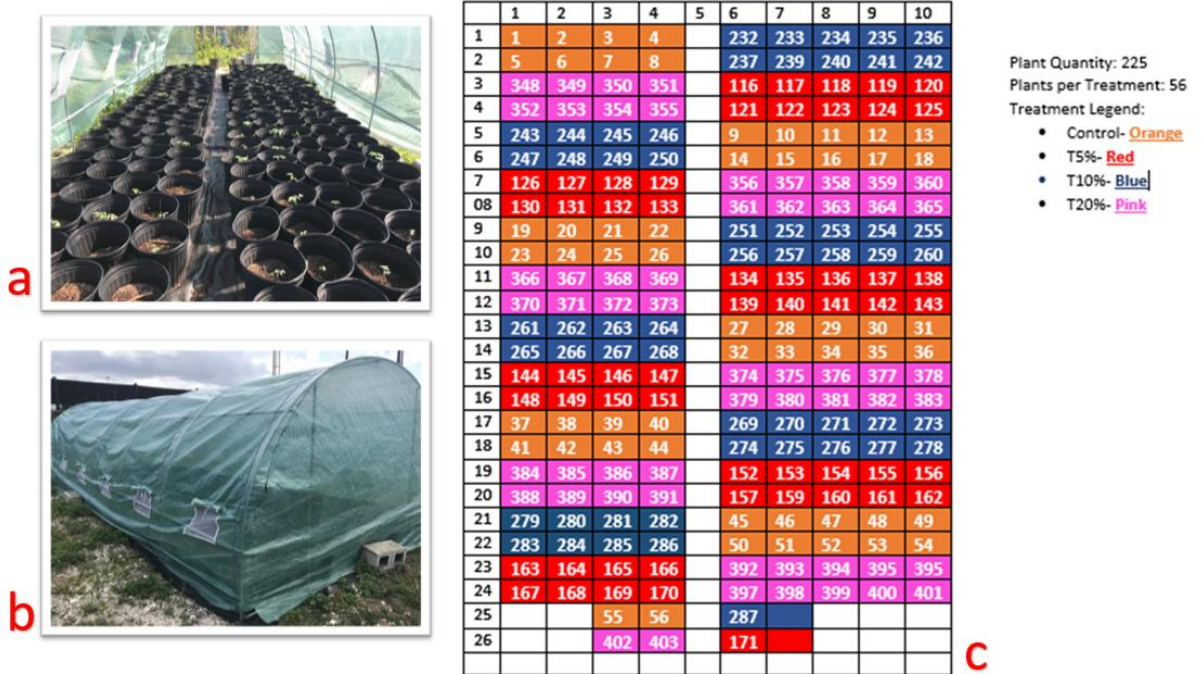 a
b
1 2 3 4 5 6 7 8 9 10
1 1 2 3 4 232 233 234 235 236
2 5 6 7 8 237 239 240 241 242
3 348 349 350 351 116 117 118 119 120
4 352 353 354 355 121 122 123 124 125
5 243 244 245 246 9 10 11 12 13
6 247 248 249 250 14 15 16 17 18
7 126 127 128 129 356 357 358 359 360
08 130 131 132 133 361 362 363 364 365
9 19 20 21 22 251 252 253 254 255
10 23 24 25 26 256 257 258 259 260
11 366 367 368 369 134 135 136 137 138
12 370 371 372 373 139 140 141 142 143
13 261 262 263 264 27 28 29 30 31
14 265 266 267 268 32 33 34 35 36
15 144 145 146 147 374 375 376 377 378
16 148 149 150 151 379 380 381 382 383
17 37 38 39 40 269 270 271 272 273
18 41 42 43 44 274 275 276 277 278
19 384 385 386 387 152 153 154 155 156
20 388 389 390 391 157 159 160 161 162
21 279 280 281 282 45 46 47 48 49
22 283 284 285 286 50 51 52 53 54
23 163 164 165 166 392 393 394 395 395
24 167 168 169 170 397 398 399 400 401
25 55 56 287
26 402 403 171
c
Plant Quantity: 225
Plants per Treatment: 56
Treatment Legend:
• Control- Orange
• T5%- Red
• T10%- Blue
• T20%- Pink